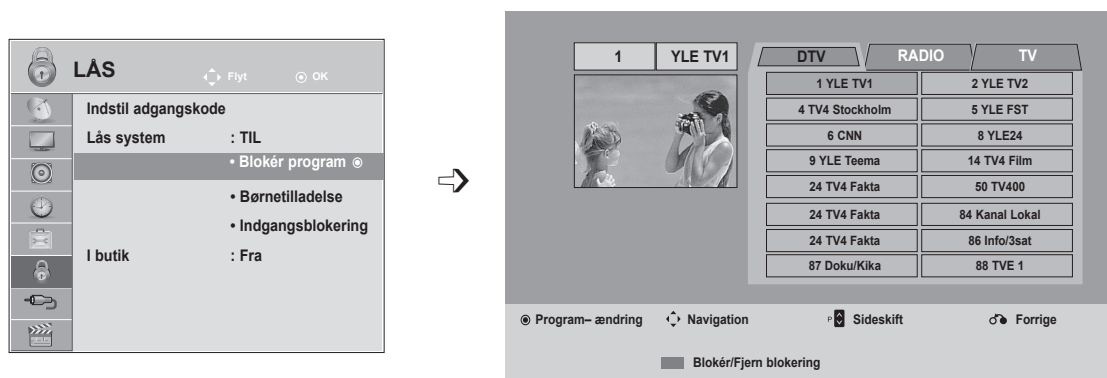 LÅS
Flyt
OK
Indstil adgangskode
Lås system : TIL
• Blokér program
• Børnetilladelse
• Indgangsblokering
I butik : Fra
1 YLE TV1
DTV RADIO TV
1 YLE TV1 2 YLE TV2
4 TV4 Stockholm 5 YLE FST
6 CNN 8 YLE24
9 YLE Teema 14 TV4 Film
24 TV4 Fakta 50 TV400
24 TV4 Fakta 84 Kanal Lokal
24 TV4 Fakta 86 Info/3sat
87 Doku/Kika 88 TVE 1
Program– ændring Navigation P Sideskift Forrige
Blokér/Fjern blokering